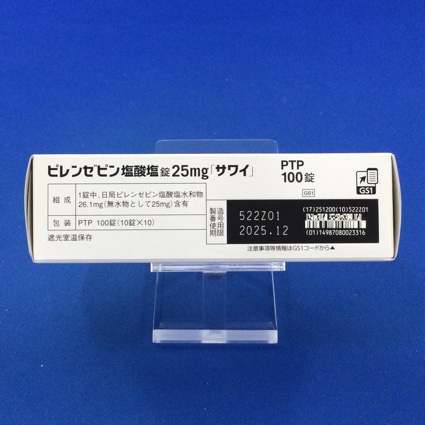 ピレンゼピン塩酸塩錠25mg「サワイ」
PTP
100錠
GS1
GS1
組成
1錠中、日局ピレンゼピン塩酸塩水和物
26.1mg(無水物として25mg)含有
包装
PTP 100錠(10錠×10)
遮光室温保存
製造番号
使用期限
522Z01
2025.12
(17)251200(10)522Z01
(01)14987080023316
注意事項等情報はGS1コードから▲